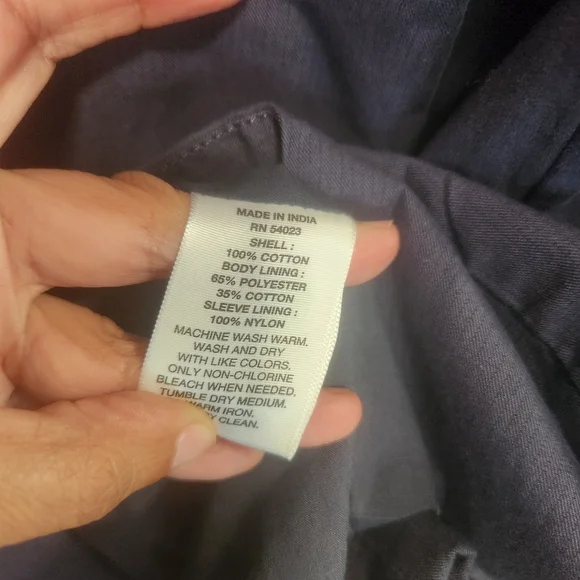 MADE IN INDIA
RN 54023
SHELL :
100% COTTON
BODY LINING :
65% POLYESTER
35% COTTON
SLEEVE LINING :
100% NYLON
MACHINE WASH WARM.
WASH AND DRY
WITH LIKE COLORS.
ONLY NON-CHLORINE
BLEACH WHEN NEEDED.
TUMBLE DRY MEDIUM.
WARM IRON.
CLEAN.